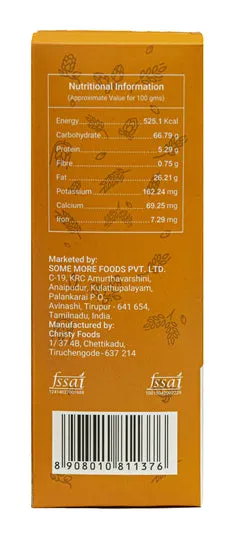 Nutritional Information
(Approximate Value for 100 gms)
Energy 525.1 Kcal
Carbohydrate 66.79 g
Protein 5.29 g
Fibre 0.75 g
Fat 26.21 g
Potassium 162.24 mg
Calcium 69.25 mg
Iron 7.29 mg
Marketed by:
SOME MORE FOODS PVT. LTD.
C-19, KRC Amurthavarshini,
Anaipudur, Kulathupalayam,
Palankarai P.O.,
Avinashi, Tirupur - 641 654,
Tamilnadu, India.
Manufactured by:
Christy Foods
1/ 37 4B, Chettikadu,
Tiruchengode - 637 214
fssai fssai
8 908010 811376